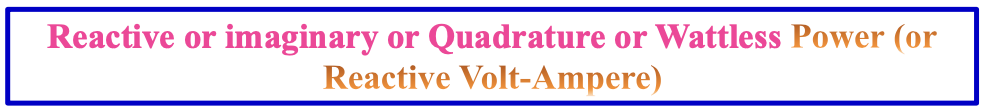 Reactive or imaginary or Quadrature or Wattless Power (or
Reactive Volt-Ampere)